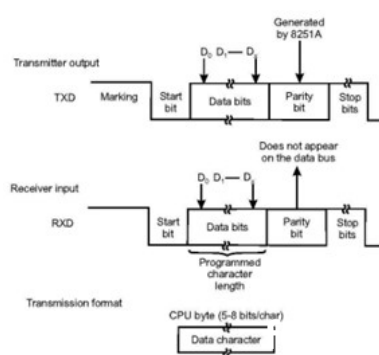 Generated
by 8251A
D₀ D₁— Dₓ
Transmitter output
TXD Marking Start bit Data bits Parity bit Stop bits
Does not appear
on the data bus
D₀ D₁— Dₓ
Receiver input
RXD Start bit Data bits Parity bit Stop bits
Programmed
character
length
Transmission format
CPU byte (5-8 bits/char)
Data character